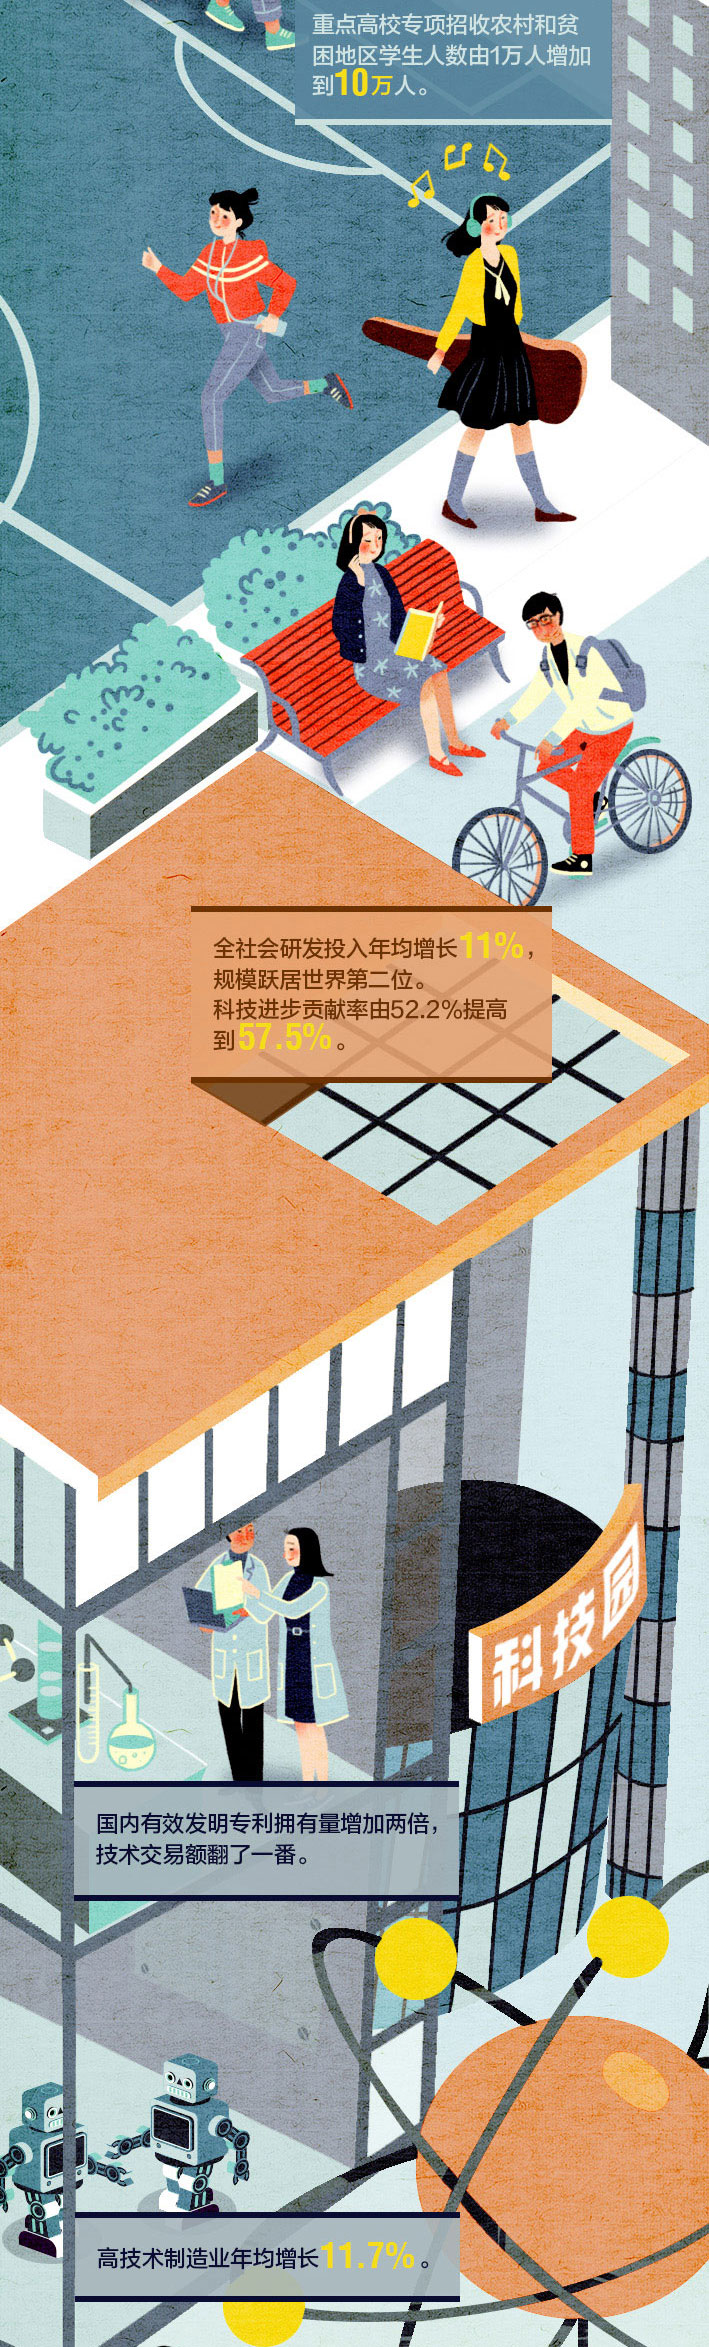 重点高校专项招收农村和贫
困地区学生人数由1万人增加
到10万人。
全社会研发投入年均增长11%，
规模跃居世界第二位。
科技进步贡献率由52.2%提高
到57.5%。
科技园
国内有效发明专利拥有量增加两倍，
技术交易额翻了一番。
高技术制造业年均增长11.7%。